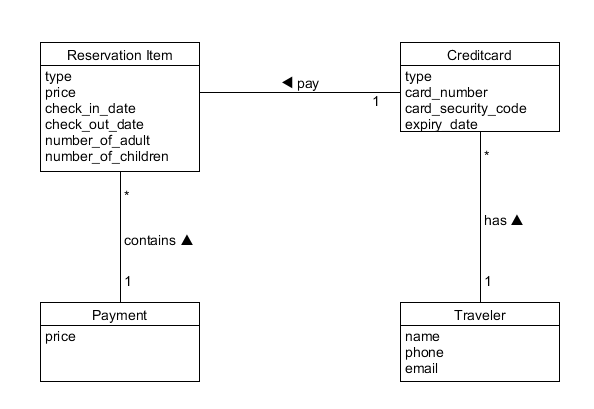 Reservation Item
type
price
check_in_date
check_out_date
number_of_adult
number_of_children
◀ pay
1
Creditcard
type
card_number
card_security_code
expiry_date
*
contains ▲
1
*
has ▲
1
Payment
price
Traveler
name
phone
email